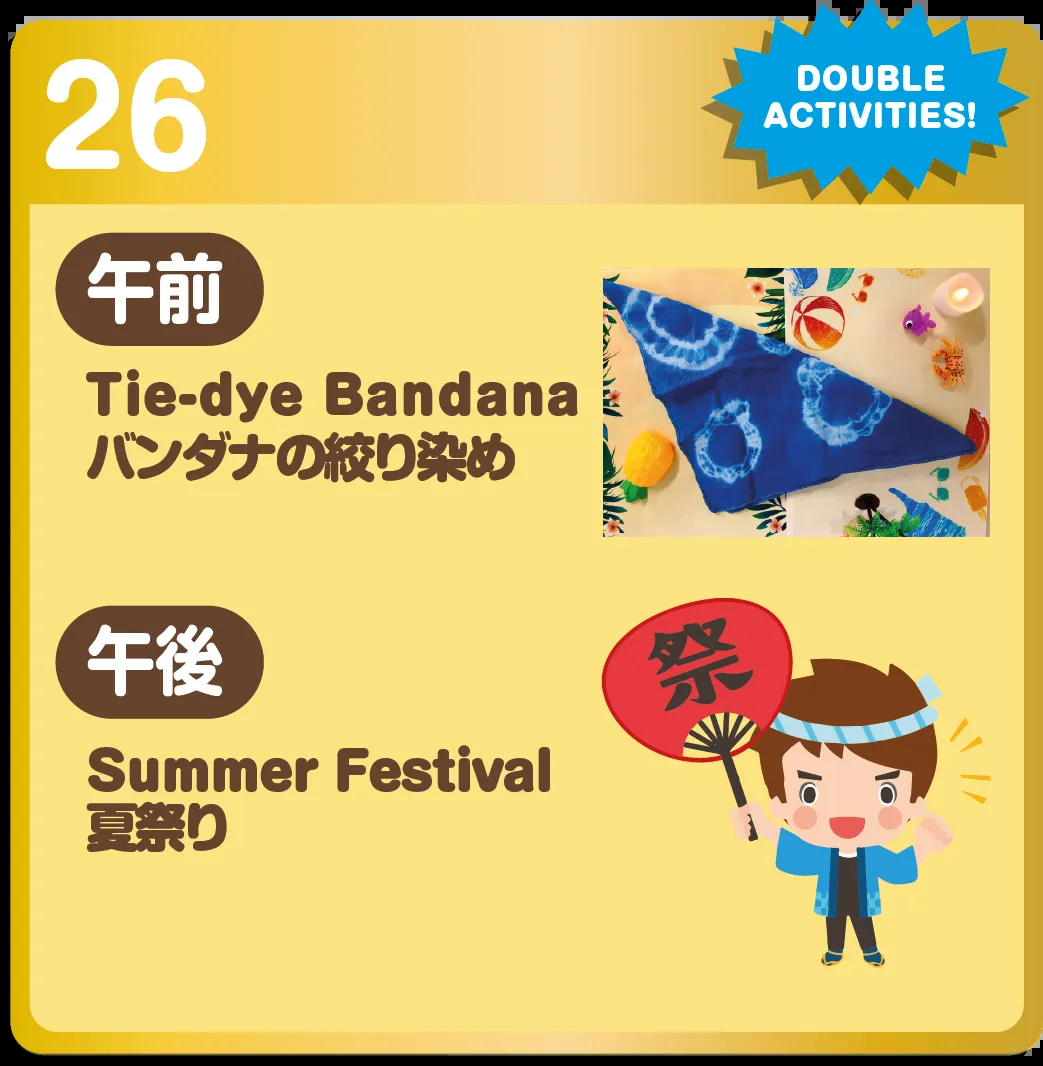 26
DOUBLE
ACTIVITIES!
午前
Tie-dye Bandana
バンダナの絞り染め
午後
Summer Festival
夏祭り
祭